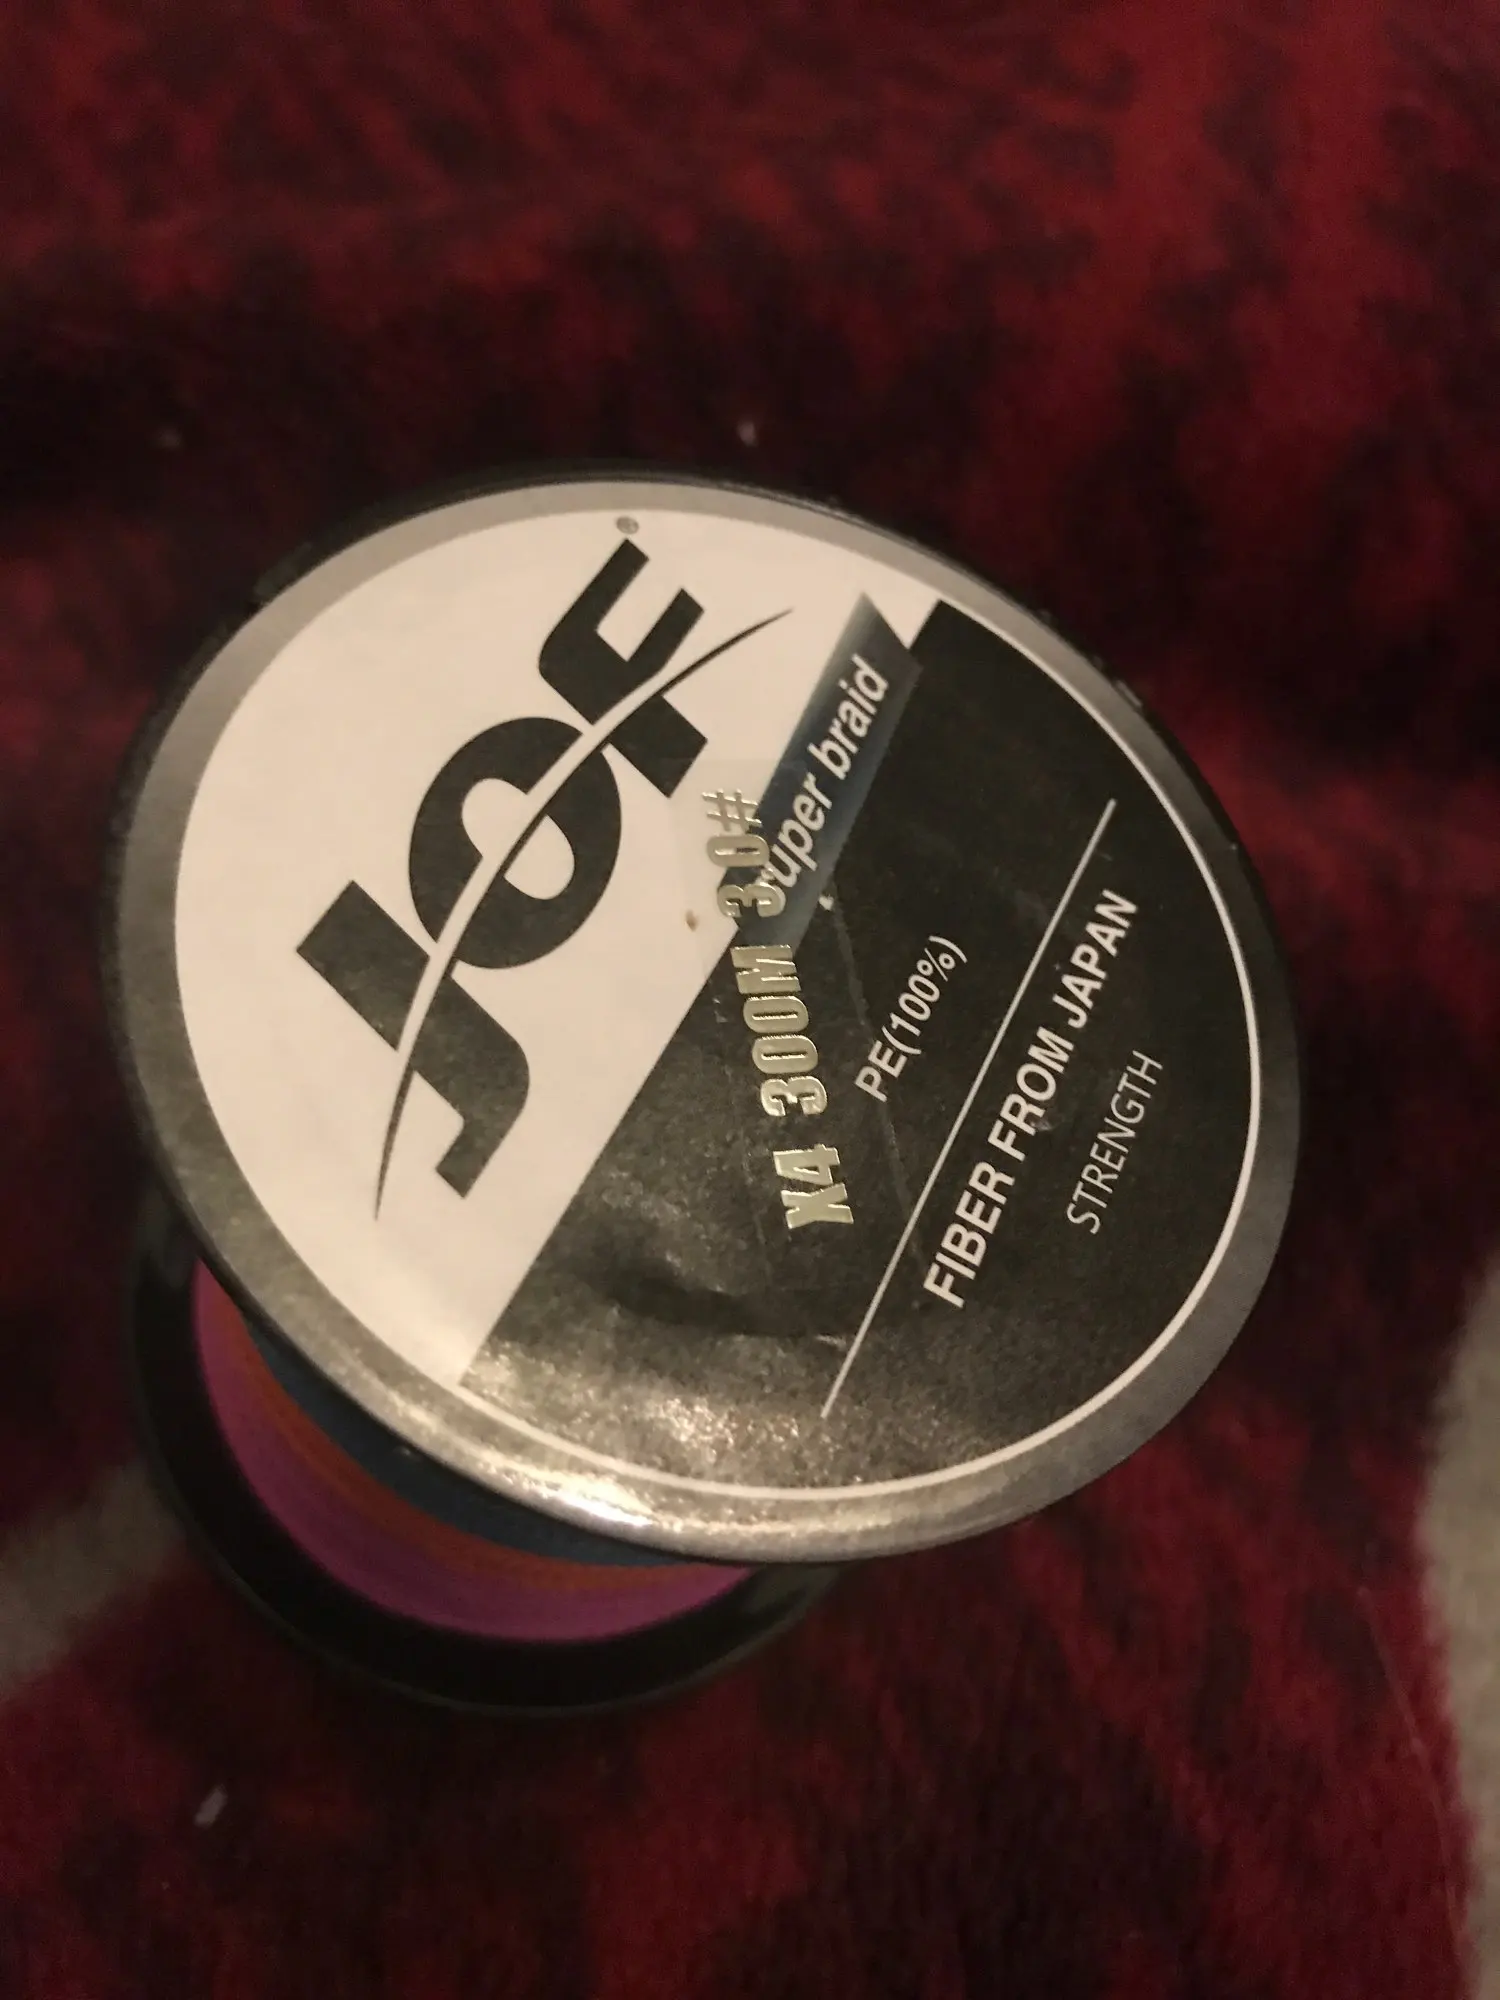 JOF®
super braid
X4 300M 3.0#
PE(100%)
FIBER FROM JAPAN
STRENGTH